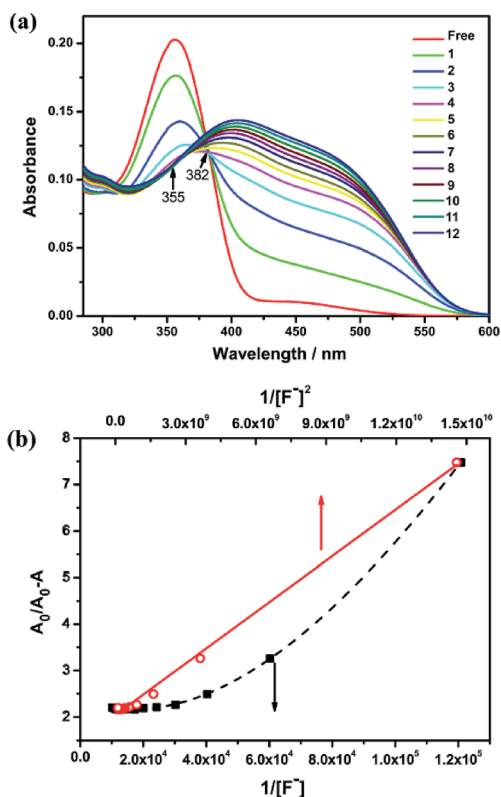 (a)
0.20
0.15
0.10
0.05
0.00
Absorbance
355
382
Free
1
2
3
4
5
6
7
8
9
10
11
12
300
350
400
450
500
550
600
Wavelength / nm
(b)
1/[F⁻]²
0.0
3.0x10⁹
6.0x10⁹
9.0x10⁹
1.2x10¹⁰
1.5x10¹⁰
8
7
6
5
4
3
2
A₀/A₀-A
0.0
2.0x10⁴
4.0x10⁴
6.0x10⁴
8.0x10⁴
1.0x10⁵
1.2x10⁵
1/[F⁻]